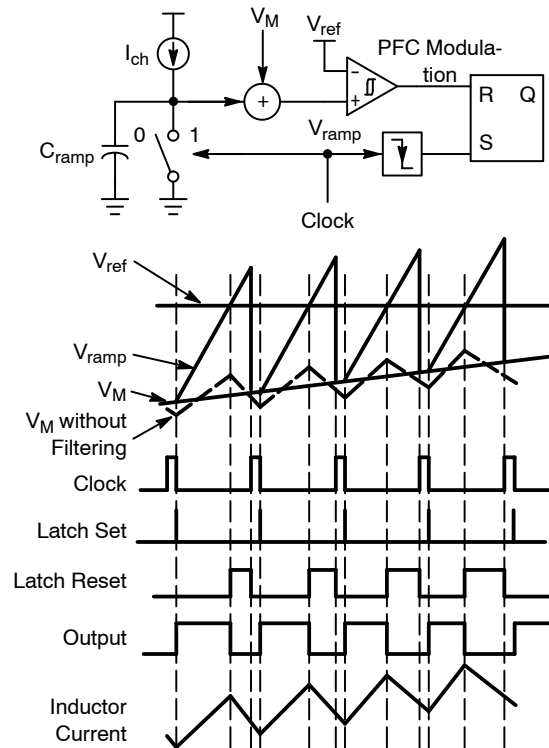 V_M
V_ref
PFC Modula-
tion
I_ch
R Q
0 1
+
−
+
C_ramp
V_ramp
S
Clock
V_ref
V_ramp
V_M
V_M without
Filtering
Clock
Latch Set
Latch Reset
Output
Inductor
Current